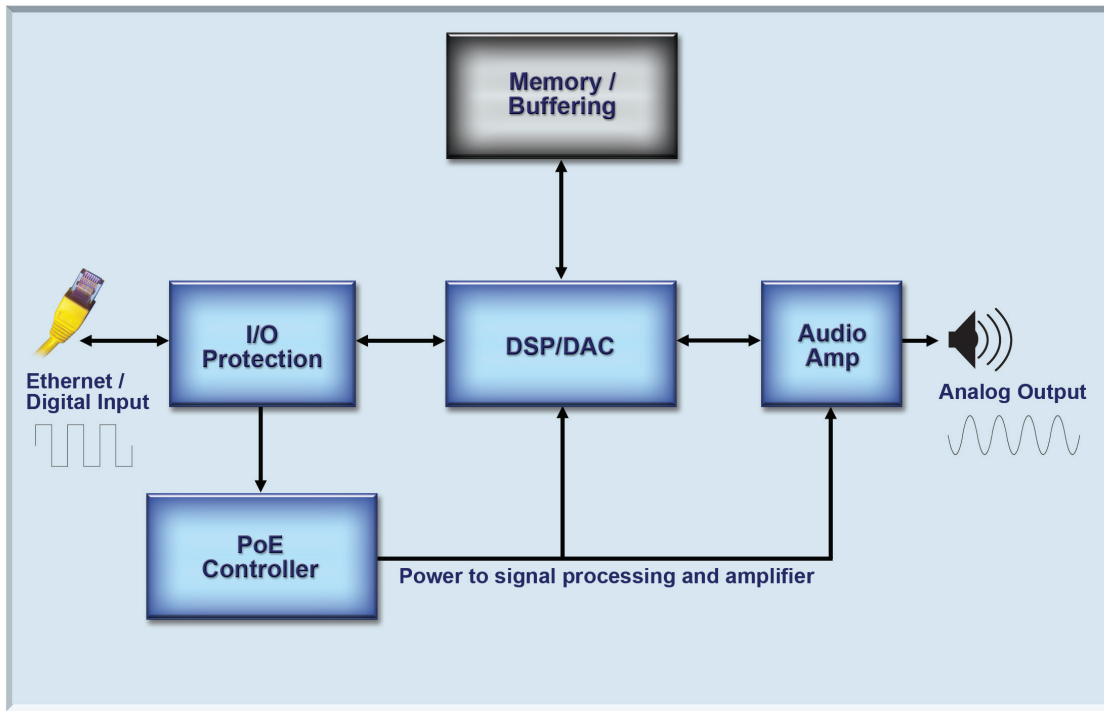 Memory /
Buffering
I/O
Protection
DSP/DAC
Audio
Amp
Ethernet /
Digital Input
Analog Output
PoE
Controller
Power to signal processing and amplifier